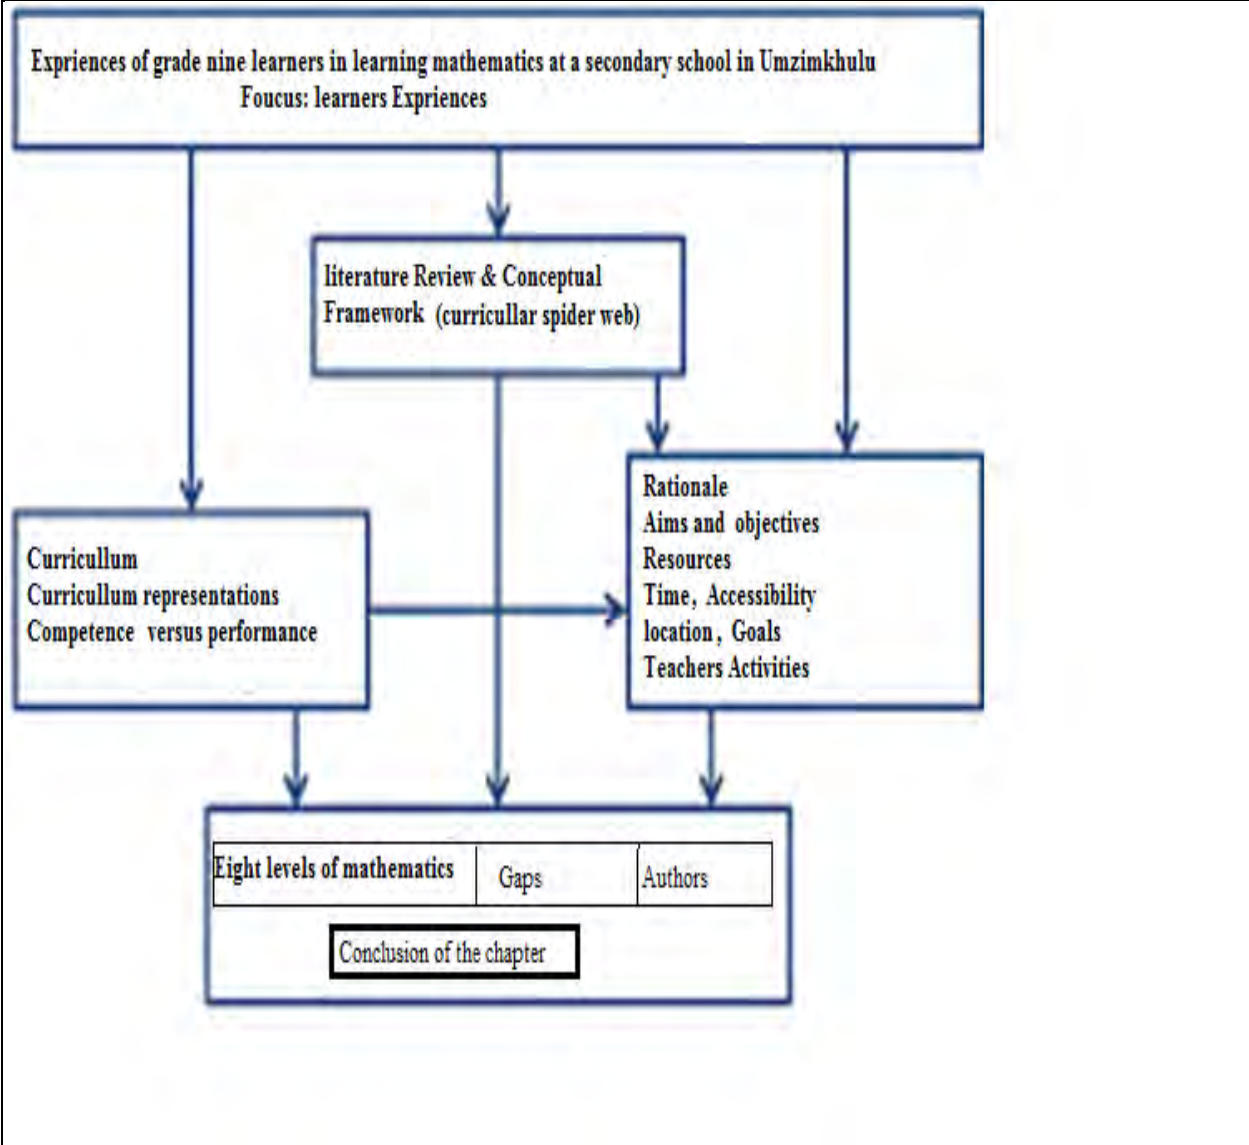 Expriences of grade nine learners in learning mathematics at a secondary school in Umzimkhulu
Foucus: learners Expriences
literature Review & Conceptual
Framework (curricullar spider web)
Rationale
Aims and objectives
Resources
Time, Accessibility
location, Goals
Teachers Activities
Curricullum
Curricullum representations
Competence versus performance
Eight levels of mathematics
Gaps
Authors
Conclusion of the chapter